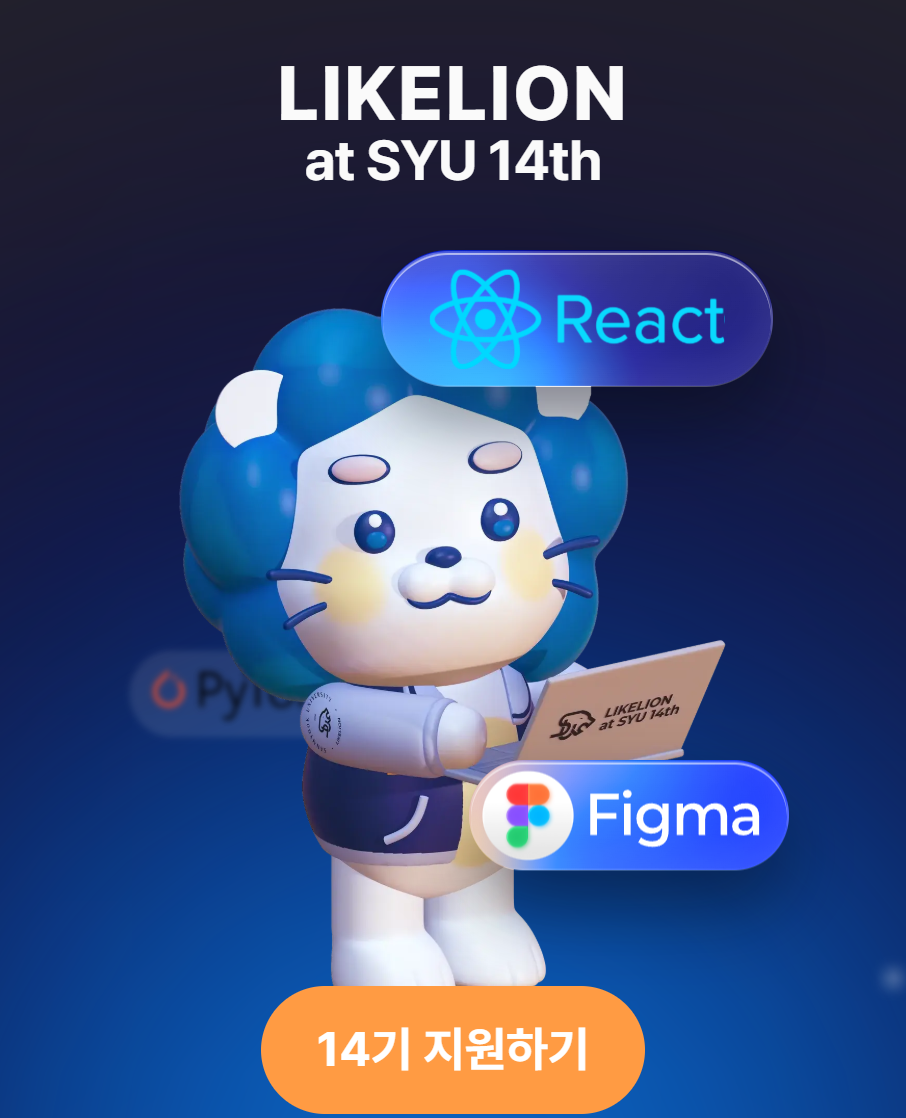 LIKELION
at SYU 14th
React
LIKELION
at SYU 14th
Figma
14기 지원하기